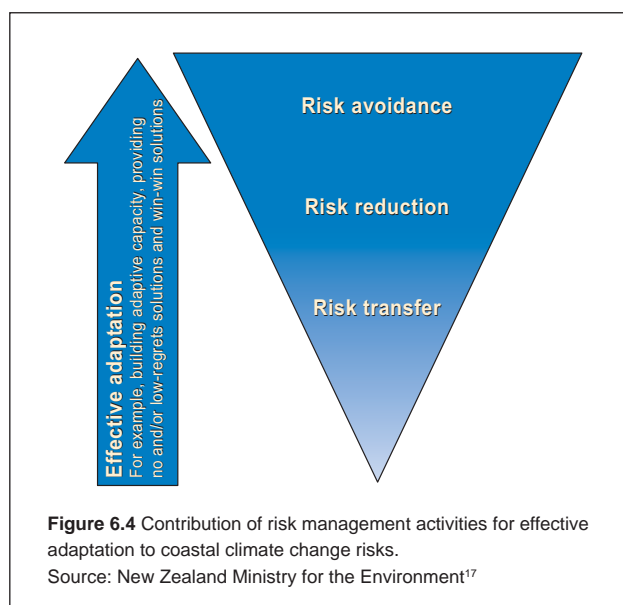 Effective adaptation
For example, building adaptive capacity, providing
no and/or low-regrets solutions and win-win solutions
Risk avoidance
Risk reduction
Risk transfer
Figure 6.4 Contribution of risk management activities for effective
adaptation to coastal climate change risks.
Source: New Zealand Ministry for the Environment¹⁷